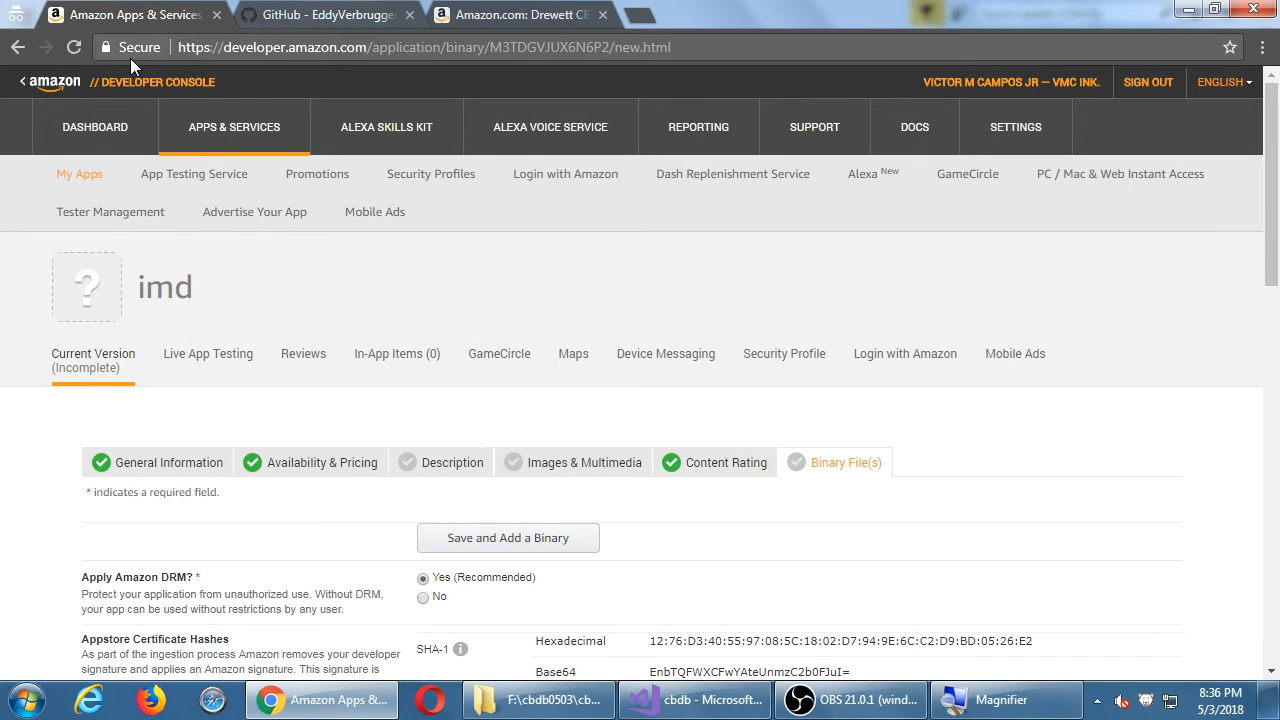 Amazon Apps & Services
GitHub - EddyVerbrugge
Amazon.com: Drewett CB
Secure https://developer.amazon.com/application/binary/M3TDGVJUX6N6P2/new.html
amazon // DEVELOPER CONSOLE
VICTOR M CAMPOS JR — VMC INK. SIGN OUT ENGLISH
DASHBOARD APPS & SERVICES ALEXA SKILLS KIT ALEXA VOICE SERVICE REPORTING SUPPORT DOCS SETTINGS
My Apps App Testing Service Promotions Security Profiles Login with Amazon Dash Replenishment Service Alexa New GameCircle PC / Mac & Web Instant Access
Tester Management Advertise Your App Mobile Ads
? imd
Current Version Live App Testing Reviews In-App Items (0) GameCircle Maps Device Messaging Security Profile Login with Amazon Mobile Ads
(Incomplete)
General Information Availability & Pricing Description Images & Multimedia Content Rating Binary File(s)
* indicates a required field.
Save and Add a Binary
Apply Amazon DRM? *
Protect your application from unauthorized use. Without DRM,
your app can be used without restrictions by any user.
Yes (Recommended)
No
Appstore Certificate Hashes
As part of the ingestion process Amazon removes your developer
signature and applies an Amazon signature. This signature is
SHA-1 i
Hexadecimal 12:76:D3:40:55:97:08:5C:18:02:D7:94:9E:6C:C2:D9:BD:05:26:E2
Base64 EnbTQFWXCFwYAteUnmzC2b0FJuI=
Amazon Apps &...
F:\cbdb0503\cb...
cbdb - Microsoft...
OBS 21.0.1 (wind...
Magnifier
8:36 PM
5/3/2018